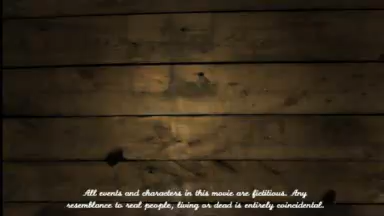 All events and characters in this movie are fictitious. Any
resemblance to real people, living or dead is entirely coincidental.